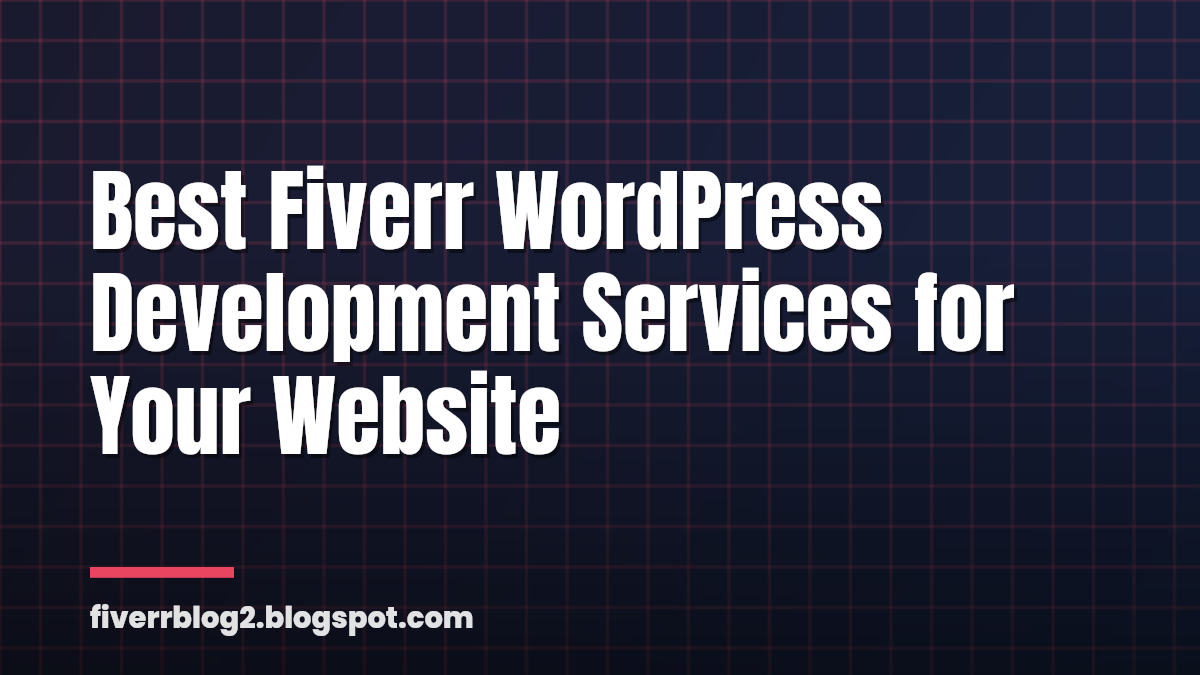 Best Fiverr WordPress
Development Services for
Your Website
fiverrblog2.blogspot.com